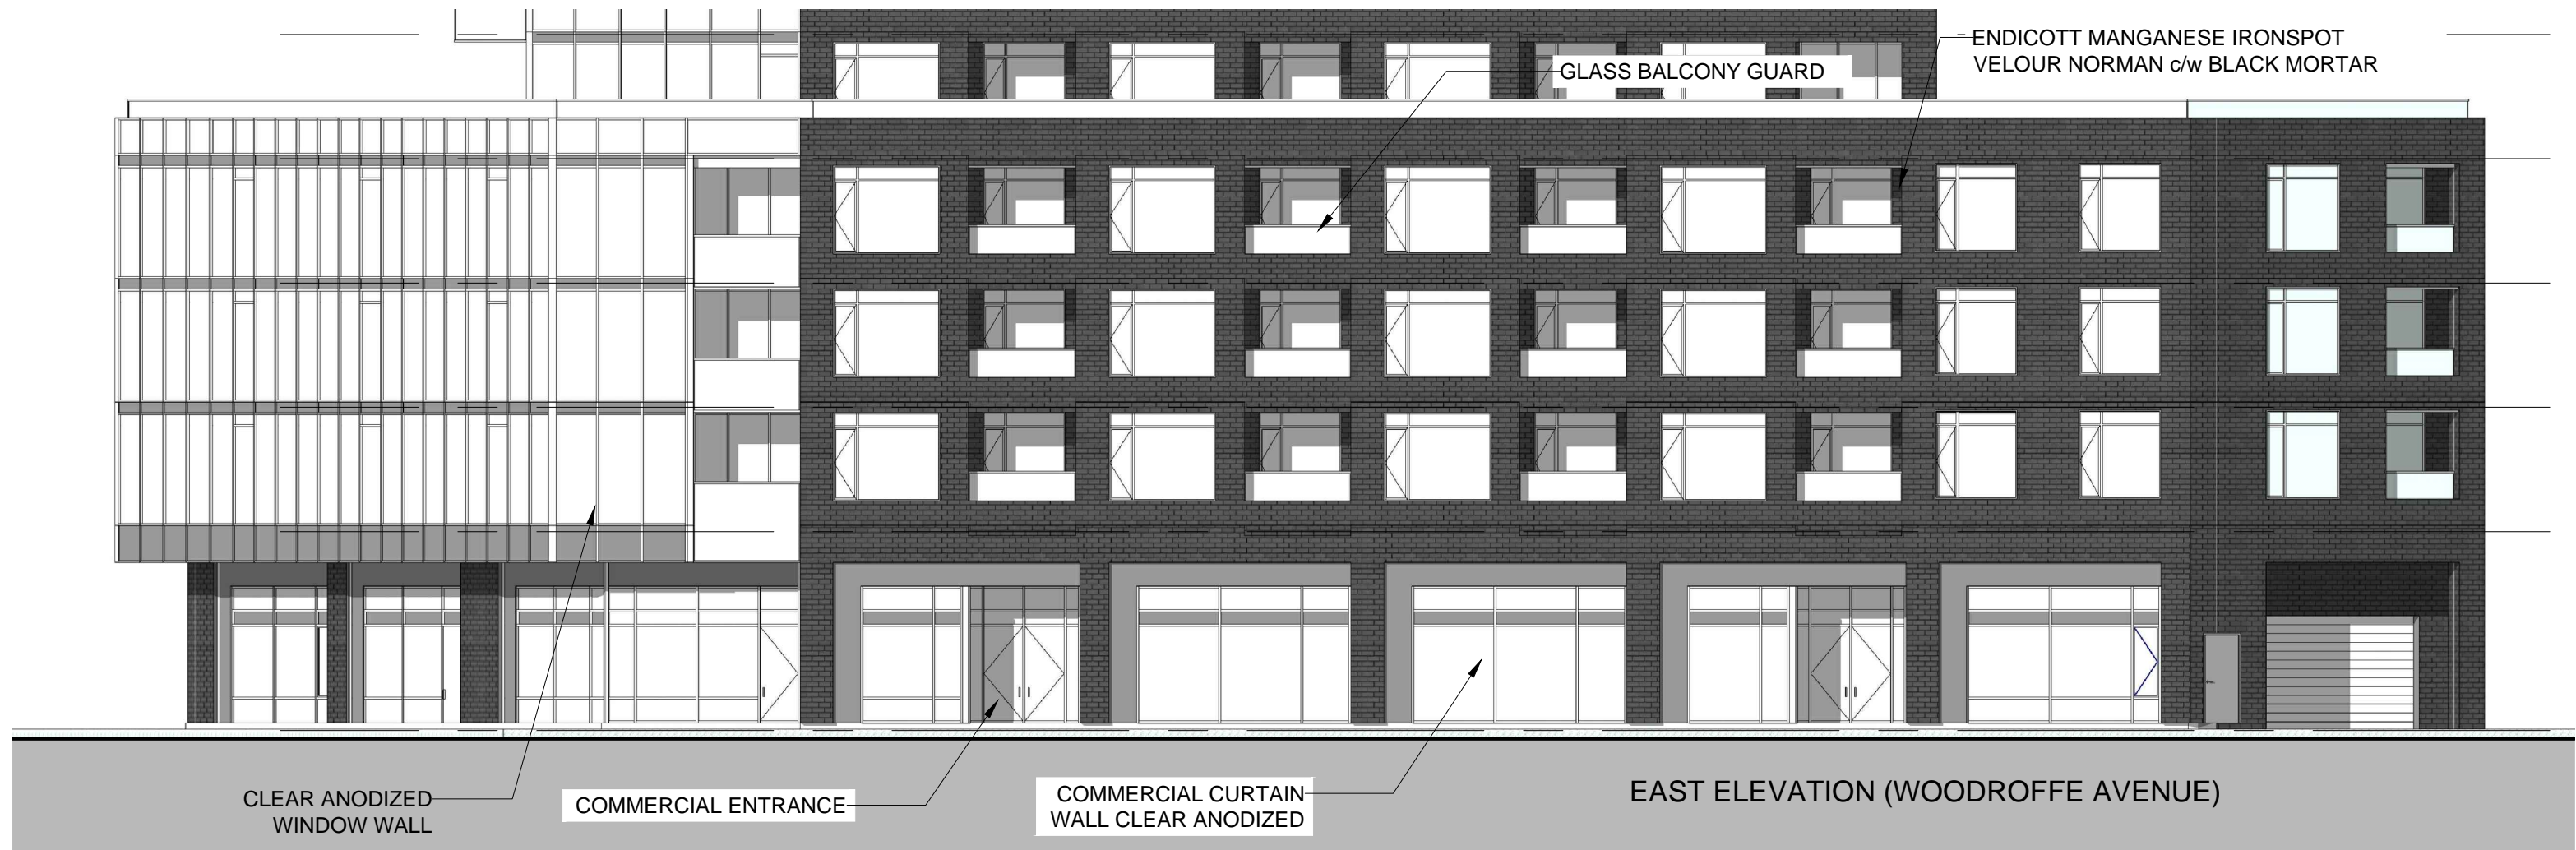 ENDICOTT MANGANESE IRONSPOT
VELOUR NORMAN c/w BLACK MORTAR
GLASS BALCONY GUARD
CLEAR ANODIZED
WINDOW WALL
COMMERCIAL ENTRANCE
COMMERCIAL CURTAIN
WALL CLEAR ANODIZED
EAST ELEVATION (WOODROFFE AVENUE)